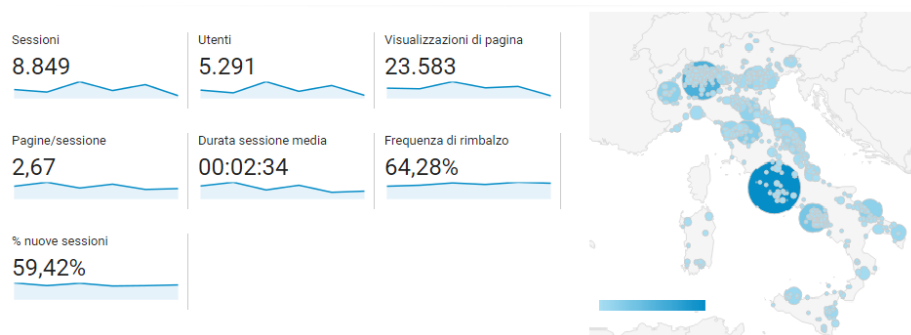 Sessioni
8.849
Utenti
5.291
Visualizzazioni di pagina
23.583
Pagine/sessione
2,67
Durata sessione media
00:02:34
Frequenza di rimbalzo
64,28%
% nuove sessioni
59,42%